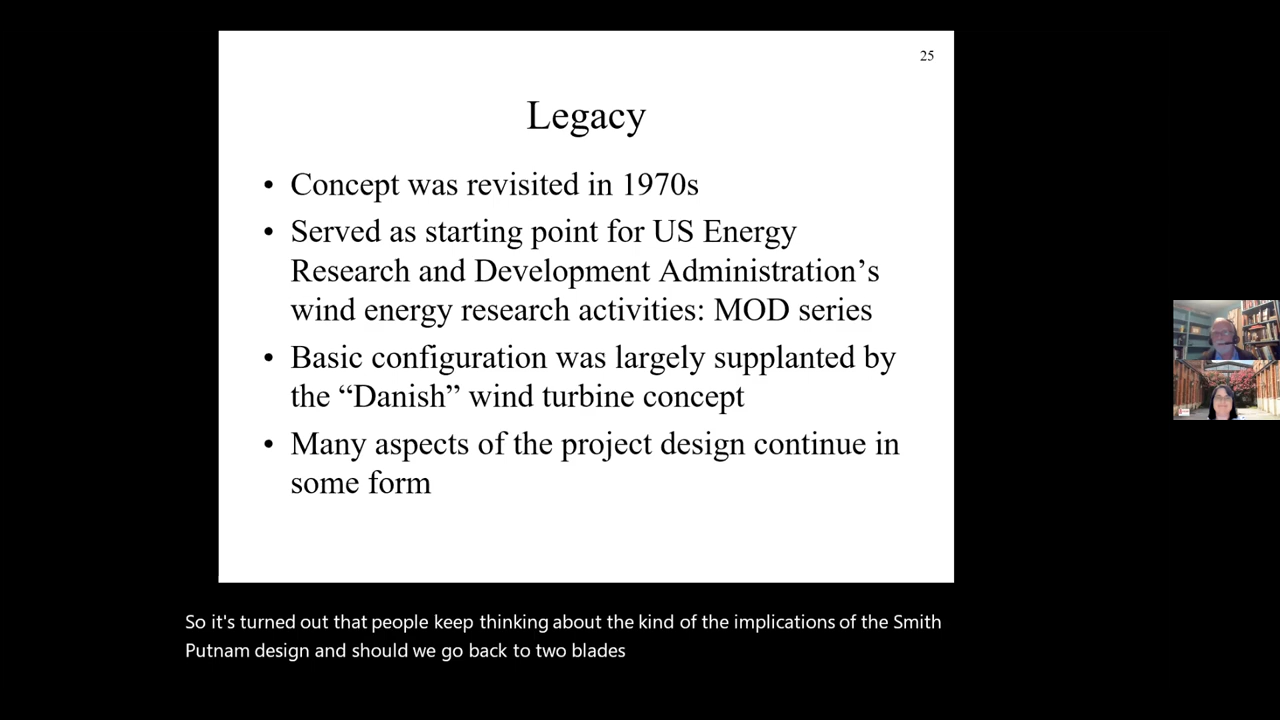 25
Legacy
• Concept was revisited in 1970s
• Served as starting point for US Energy
Research and Development Administration’s
wind energy research activities: MOD series
• Basic configuration was largely supplanted by
the “Danish” wind turbine concept
• Many aspects of the project design continue in
some form
So it's turned out that people keep thinking about the kind of the implications of the Smith
Putnam design and should we go back to two blades